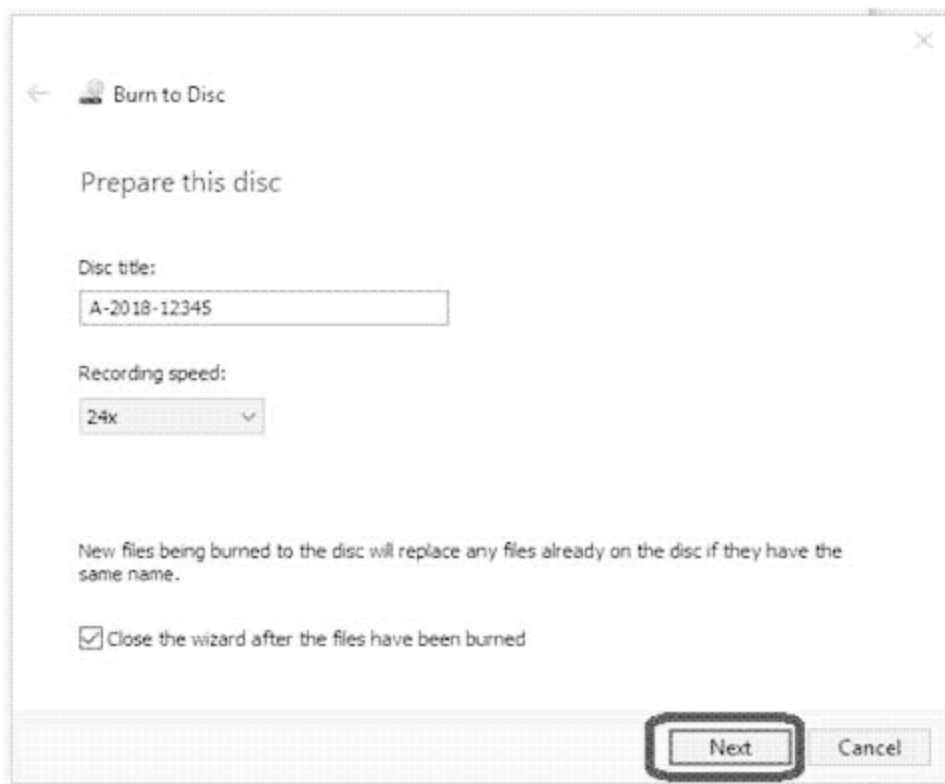 Burn to Disc
Prepare this disc
Disc title:
A-2018-12345
Recording speed:
24x
New files being burned to the disc will replace any files already on the disc if they have the
same name.
Close the wizard after the files have been burned
Next
Cancel